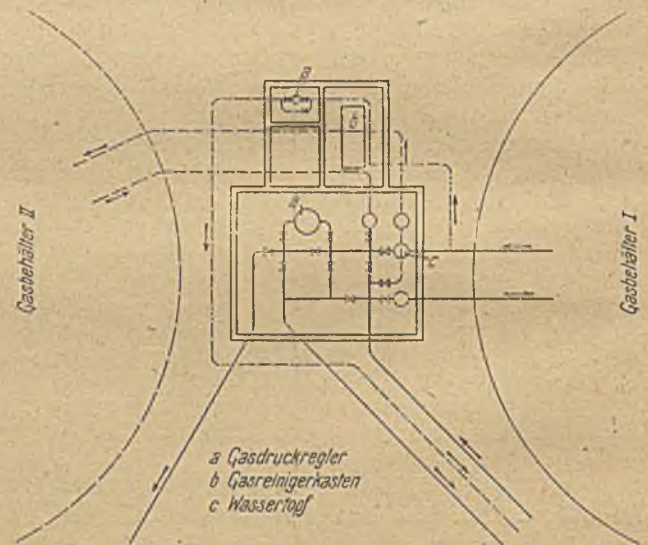 a
b
Gasbehälter II
a
c
Gasbehälter I
a Gasdruckregler
b Gasreinigerkasten
c Wassertopf